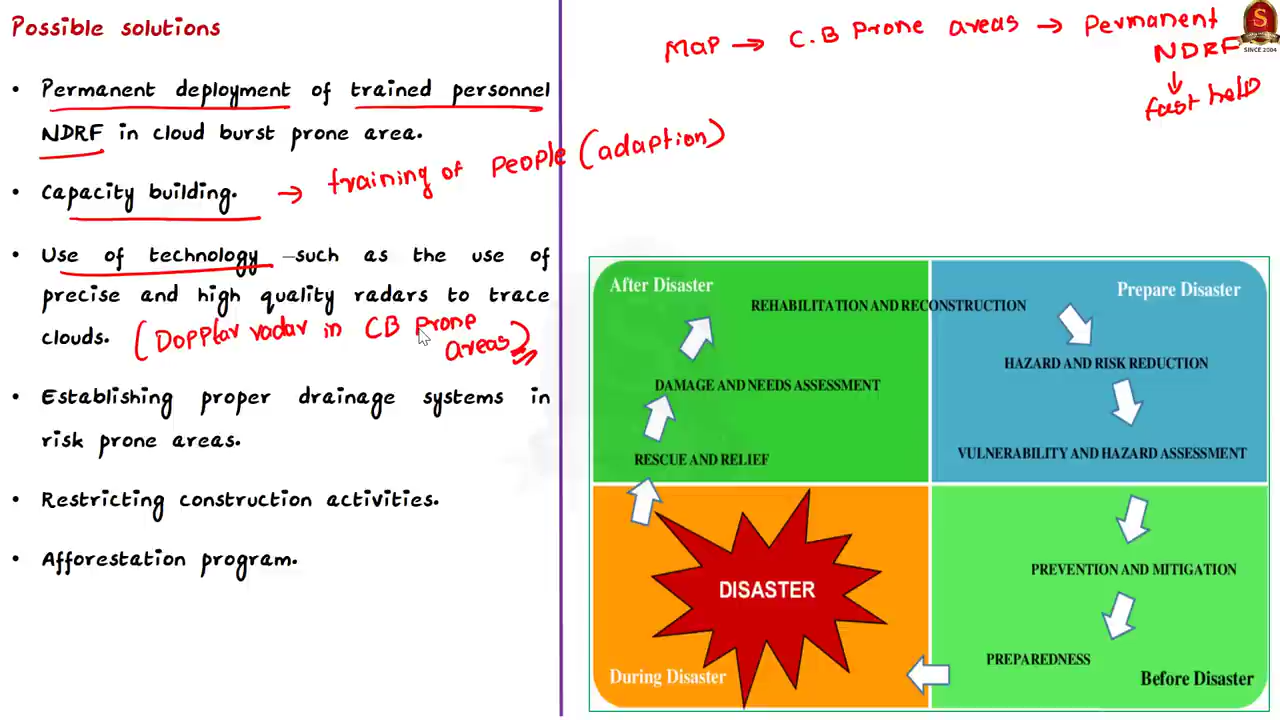 Possible solutions
• Permanent deployment of trained personnel
NDRF in cloud burst prone area.
• Capacity building. → training of People (adaption)
• Use of technology –such as the use of
precise and high quality radars to trace
clouds. (Dopplar radar in CB Prone
areas)
• Establishing proper drainage systems in
risk prone areas.
• Restricting construction activities.
• Afforestation program.
Map → C.B Prone areas → Permanent
NDRF
↓
fast help
S
SINCE 2004
After Disaster
REHABILITATION AND RECONSTRUCTION
DAMAGE AND NEEDS ASSESSMENT
RESCUE AND RELIEF
Prepare Disaster
HAZARD AND RISK REDUCTION
VULNERABILITY AND HAZARD ASSESSMENT
PREVENTION AND MITIGATION
PREPAREDNESS
Before Disaster
DISASTER
During Disaster